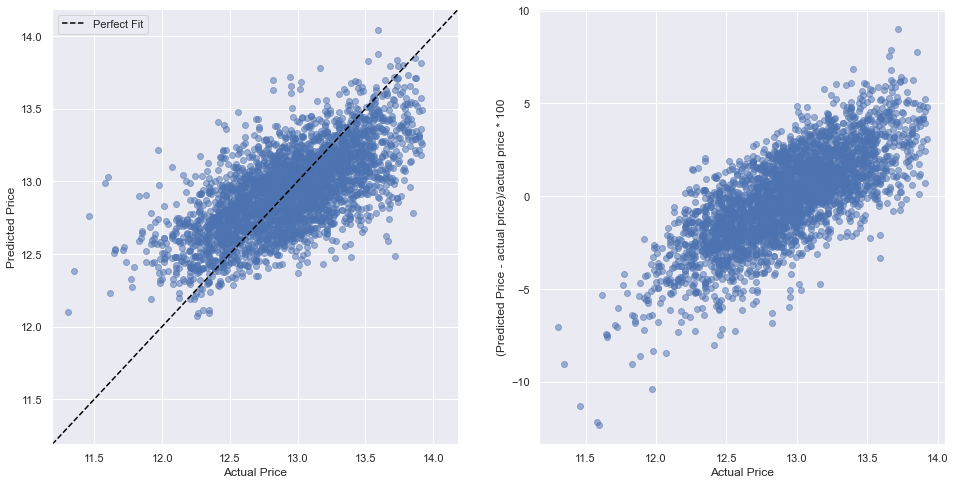 Perfect Fit
Predicted Price
14.0
13.5
13.0
12.5
12.0
11.5
11.5 12.0 12.5 13.0 13.5 14.0
Actual Price
(Predicted Price - actual price)/actual price * 100
10
5
0
−5
−10
11.5 12.0 12.5 13.0 13.5 14.0
Actual Price